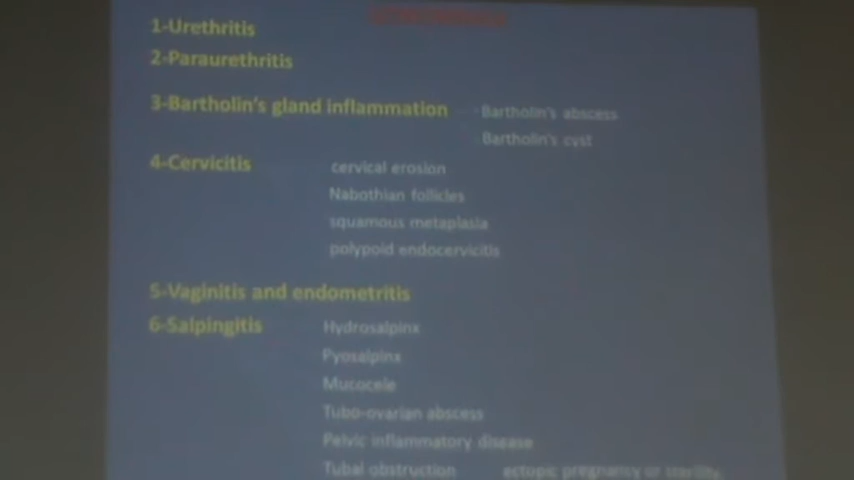 1-Urethritis
2-Paraurethritis
3-Bartholin's gland inflammation - Bartholin's abscess
- Bartholin's cyst
4-Cervicitis cervical erosion
Nabothian follicles
squamous metaplasia
polypoid endocervicitis
5-Vaginitis and endometritis
6-Salpingitis Hydrosalpinx
Pyosalpinx
Mucocele
Tubo-ovarian abscess
Pelvic inflammatory disease
Tubal obstruction ectopic pregnancy or sterility